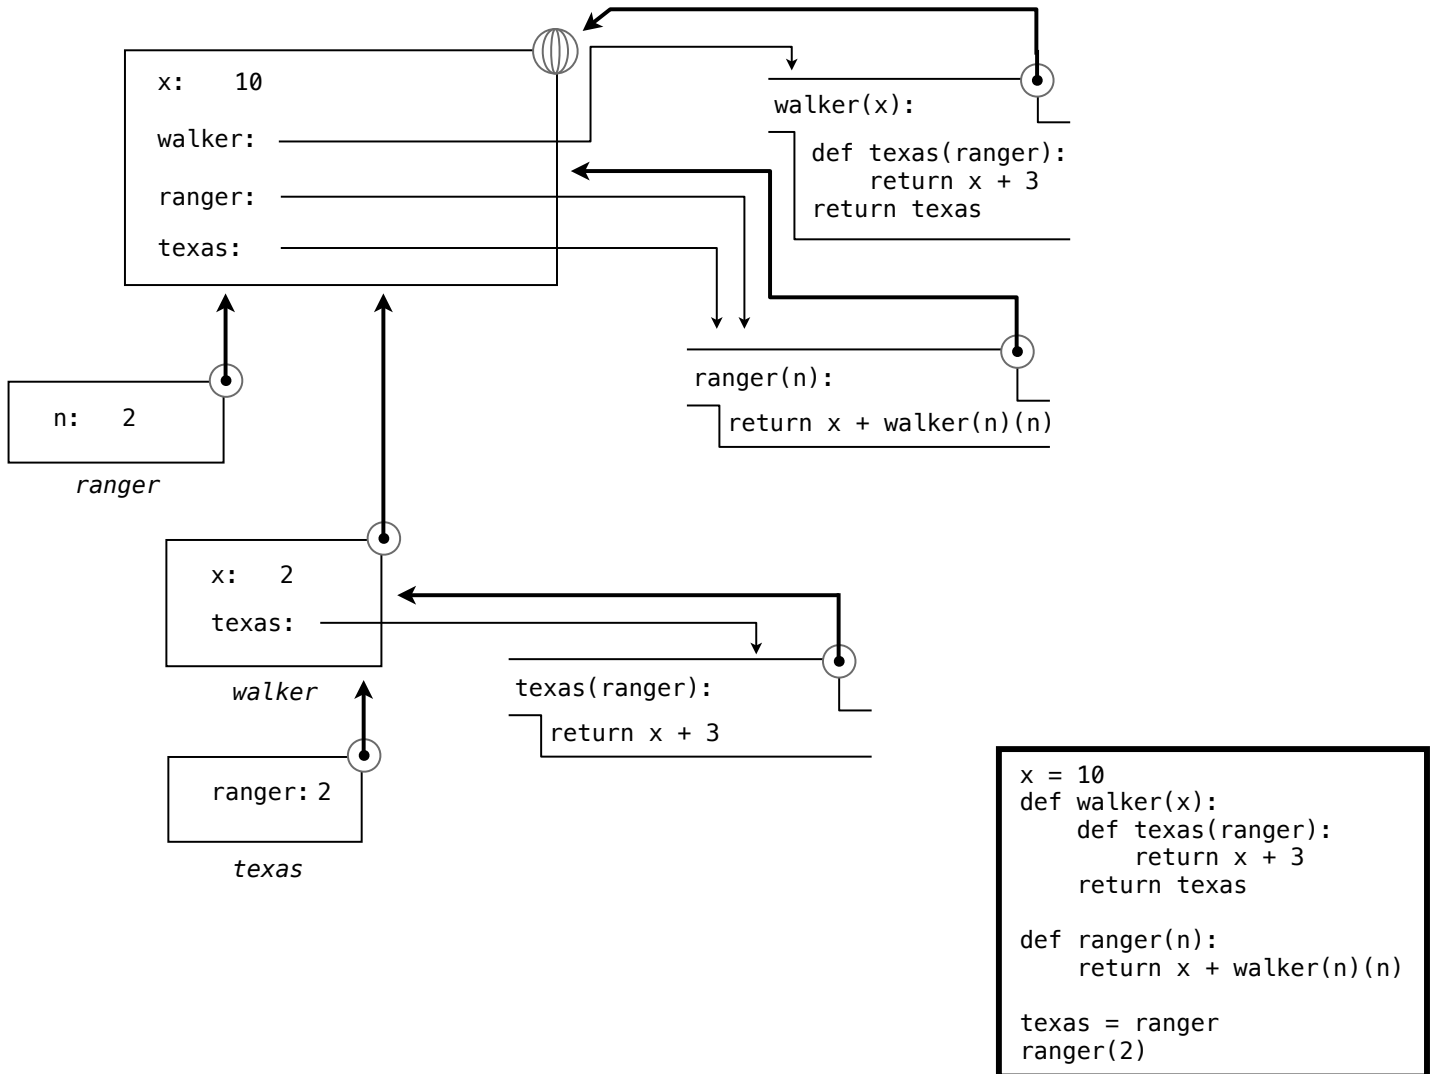 x: 10
walker:
ranger:
texas:
walker(x):
def texas(ranger):
    return x + 3
return texas
ranger(n):
return x + walker(n)(n)
n: 2
ranger
x: 2
texas:
walker
texas(ranger):
return x + 3
ranger: 2
texas
x = 10
def walker(x):
    def texas(ranger):
        return x + 3
    return texas
def ranger(n):
    return x + walker(n)(n)
texas = ranger
ranger(2)